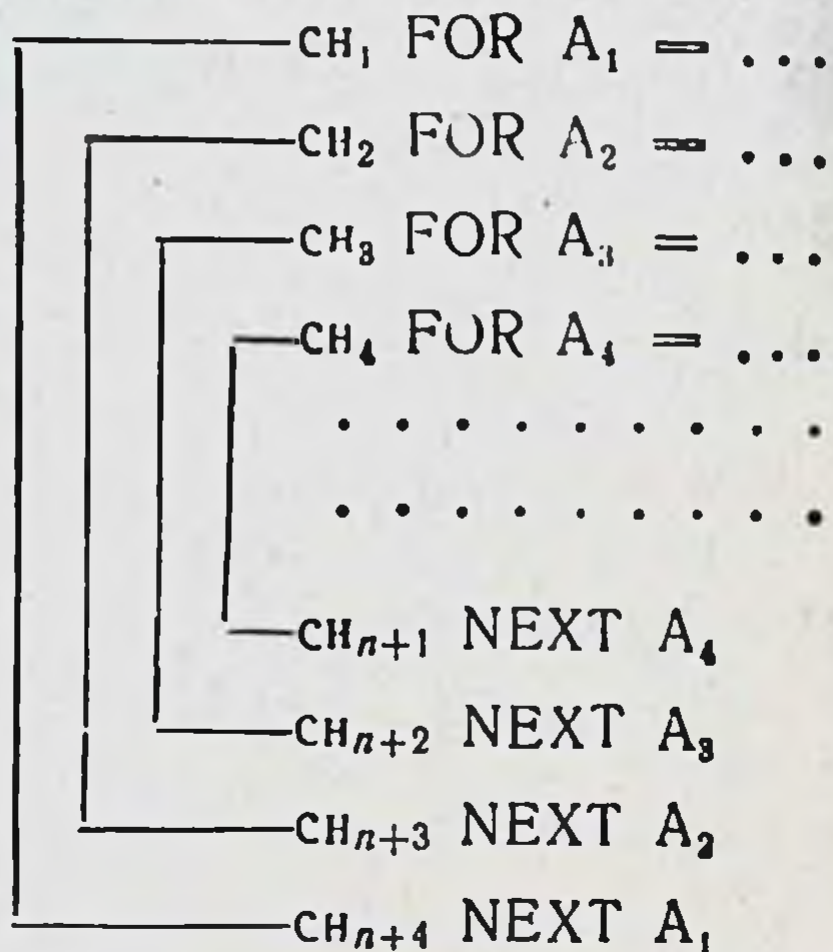 CH₁ FOR A₁ = ...
CH₂ FOR A₂ = ...
CH₃ FOR A₃ = ...
CH₄ FOR A₄ = ...
. . . . . . . . .
. . . . . . . . .
CHₙ₊₁ NEXT A₄
CHₙ₊₂ NEXT A₃
CHₙ₊₃ NEXT A₂
CHₙ₊₄ NEXT A₁